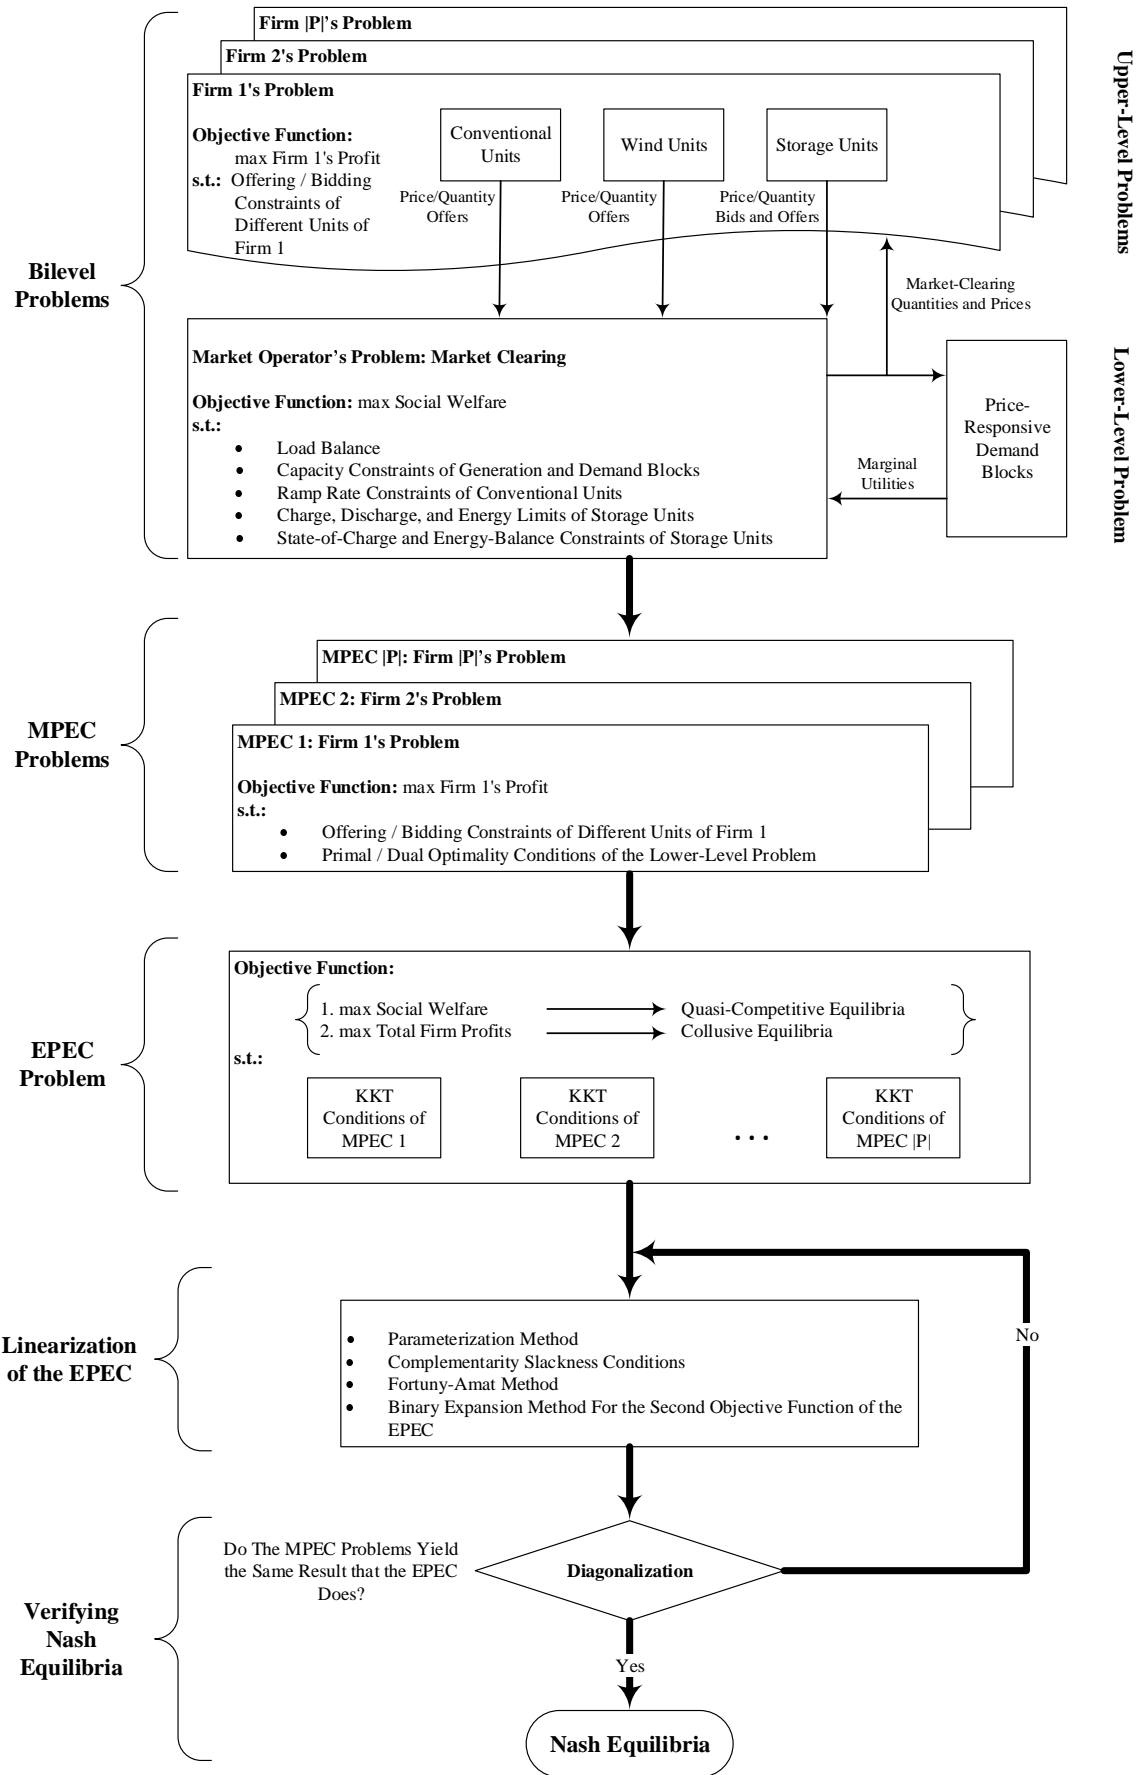 Firm |P|'s Problem
Firm 2's Problem
Firm 1's Problem
Objective Function:
max Firm 1's Profit
s.t.: Offering / Bidding
Constraints of
Different Units of
Firm 1
Conventional
Units
Wind Units
Storage Units
Price/Quantity
Offers
Price/Quantity
Offers
Price/Quantity
Bids and Offers
Upper-Level Problems
Bilevel
Problems
Market-Clearing
Quantities and Prices
Market Operator's Problem: Market Clearing
Objective Function: max Social Welfare
s.t.:
• Load Balance
• Capacity Constraints of Generation and Demand Blocks
• Ramp Rate Constraints of Conventional Units
• Charge, Discharge, and Energy Limits of Storage Units
• State-of-Charge and Energy-Balance Constraints of Storage Units
Marginal
Utilities
Price-
Responsive
Demand
Blocks
Lower-Level Problem
MPEC
Problems
MPEC |P|: Firm |P|'s Problem
MPEC 2: Firm 2's Problem
MPEC 1: Firm 1's Problem
Objective Function: max Firm 1's Profit
s.t.:
• Offering / Bidding Constraints of Different Units of Firm 1
• Primal / Dual Optimality Conditions of the Lower-Level Problem
EPEC
Problem
Objective Function:
1. max Social Welfare Quasi-Competitive Equilibria
2. max Total Firm Profits Collusive Equilibria
s.t.:
KKT
Conditions of
MPEC 1
KKT
Conditions of
MPEC 2
. . .
KKT
Conditions of
MPEC |P|
Linearization
of the EPEC
• Parameterization Method
• Complementarity Slackness Conditions
• Fortuny-Amat Method
• Binary Expansion Method For the Second Objective Function of the
EPEC
No
Verifying
Nash
Equilibria
Do The MPEC Problems Yield
the Same Result that the EPEC
Does?
Diagonalization
Yes
Nash Equilibria